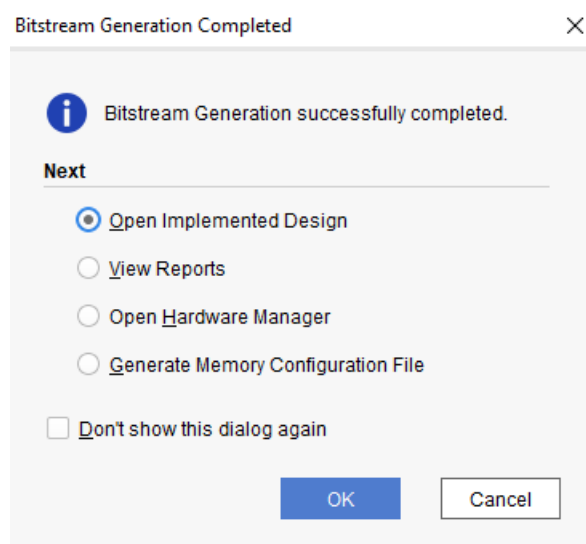 Bitstream Generation Completed
Bitstream Generation successfully completed.
Next
Open Implemented Design
View Reports
Open Hardware Manager
Generate Memory Configuration File
Don't show this dialog again
OK
Cancel